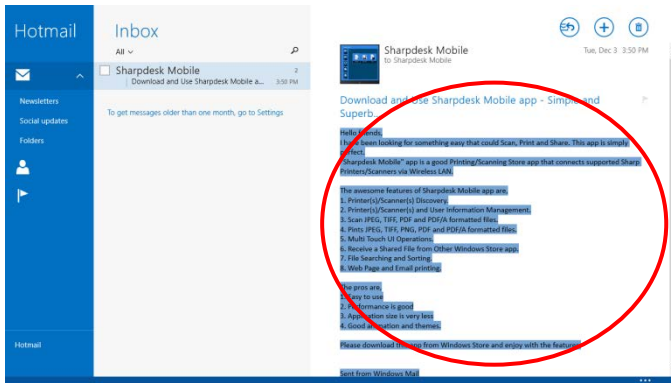 Hotmail
Newsletters
Social updates
Folders
Hotmail
Inbox
All
Sharpdesk Mobile
2
Download and Use Sharpdesk Mobile a...
3:50 PM
To get messages older than one month, go to Settings
Sharpdesk Mobile
to Sharpdesk Mobile
Tue, Dec 3 3:50 PM
Download and Use Sharpdesk Mobile app - Simple and
Superb...
Hello friends,
I have been looking for something easy that could Scan, Print and Share. This app is simply
perfect,
"Sharpdesk Mobile" app is a good Printing/Scanning Store app that connects supported Sharp
Printers/Scanners via Wireless LAN.
The awesome features of Sharpdesk Mobile app are,
1. Printer(s)/Scanner(s) Discovery.
2. Printer(s)/Scanner(s) and User Information Management.
3. Scan JPEG, TIFF, PDF and PDF/A formatted files.
4. Pints JPEG, TIFF, PNG, PDF and PDF/A formatted files.
5. Multi Touch UI Operations.
6. Receive a Shared File from Other Windows Store app.
7. File Searching and Sorting.
8. Web Page and Email printing.
The pros are,
1. Easy to use
2. Performance is good
3. Application size is very less
4. Good animation and themes.
Please download this app from Windows Store and enjoy with the features.
Sent from Windows Mail